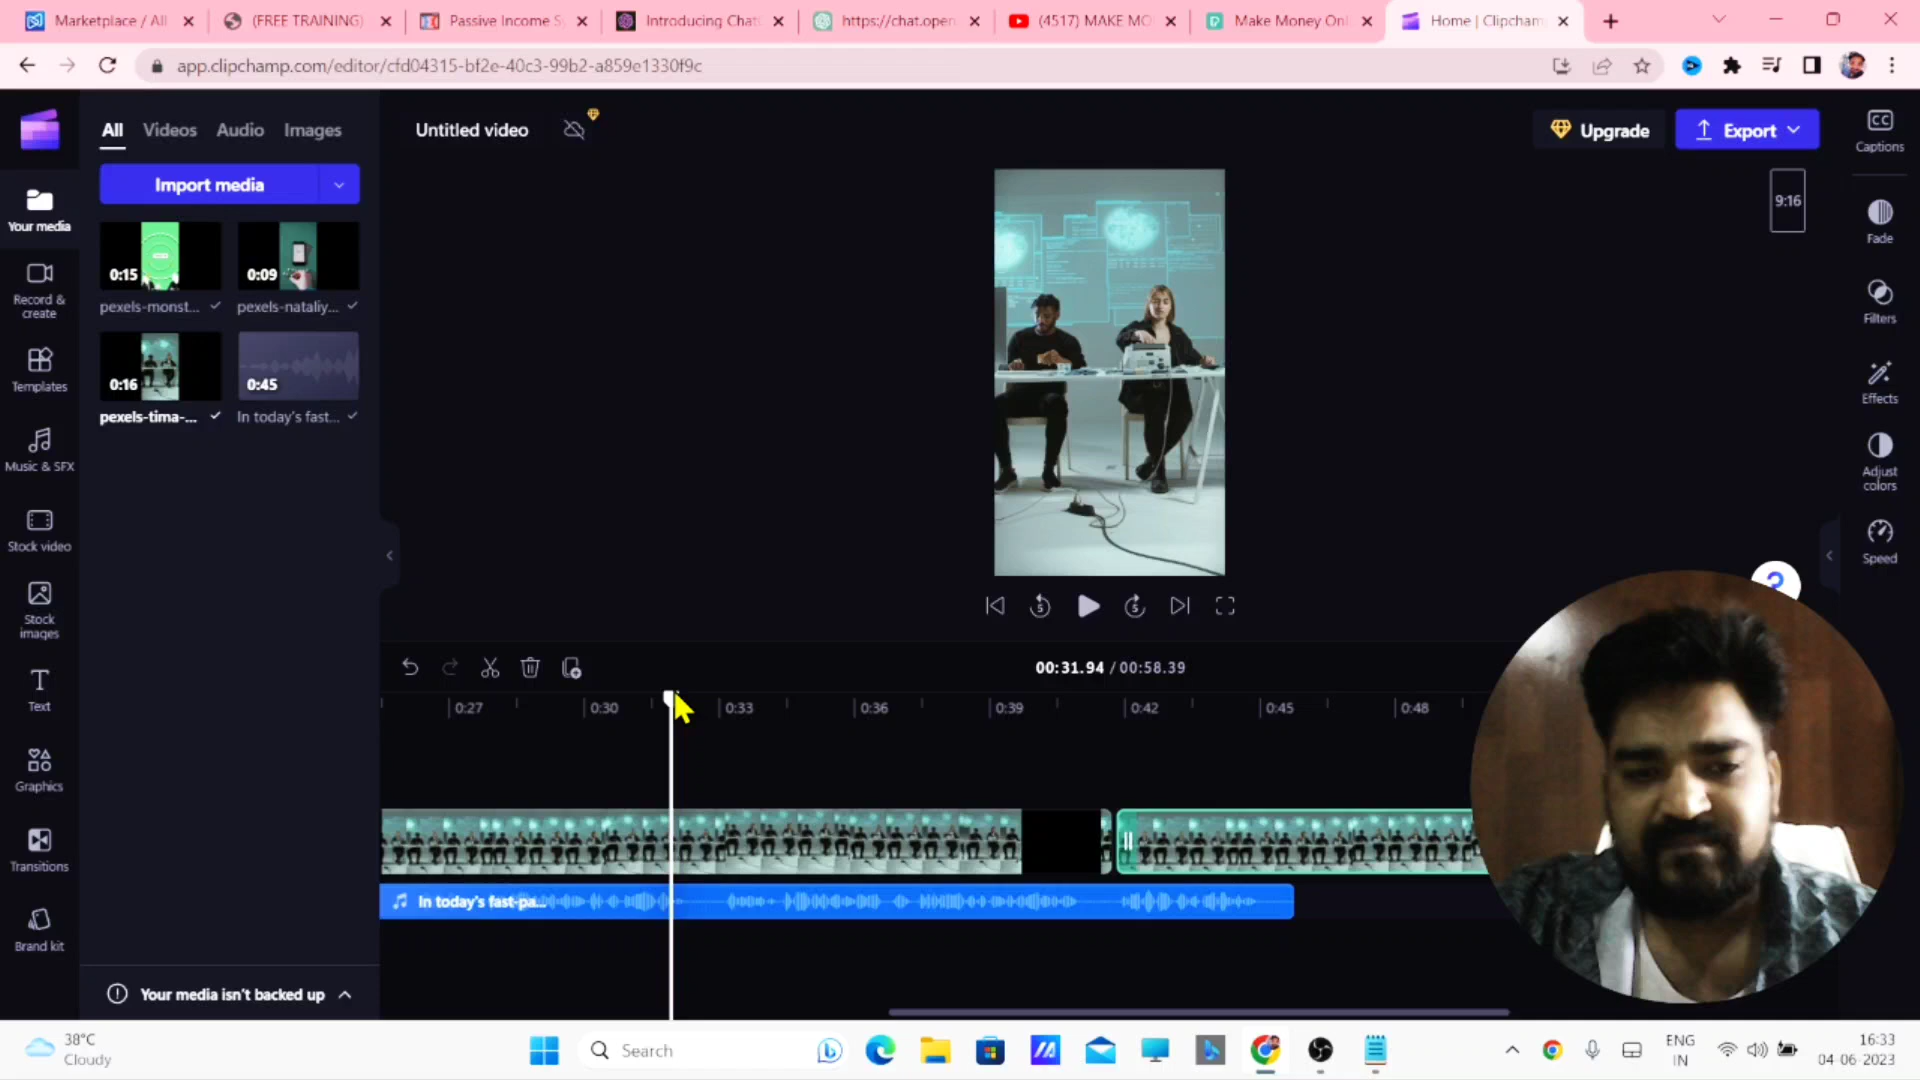 Marketplace / All
(FREE TRAINING)
Passive Income S
Introducing Chat
https://chat.open
(4517) MAKE MO
Make Money Onl
Home | Clipcham
app.clipchamp.com/editor/cfd04315-bf2e-40c3-99b2-a859e1330f9c
All Videos Audio Images
Untitled video
Upgrade
Export
CC
Captions
Import media
9:16
Your media
Fade
0:15
0:09
pexels-monst...
pexels-nataliy...
Record &
create
Filters
0:16
0:45
Templates
pexels-tima-...
In today's fast...
Effects
Music & SFX
Adjust
colors
Stock video
Speed
Stock
images
5
5
?
Text
00:31.94 / 00:58.39
0:27 0:30 0:33 0:36 0:39 0:42 0:45 0:48
Graphics
Transitions
In today's fast-pa...
Brand kit
Your media isn't backed up
38°C
Cloudy
Search
ENG
IN
16:33
04-06-2023